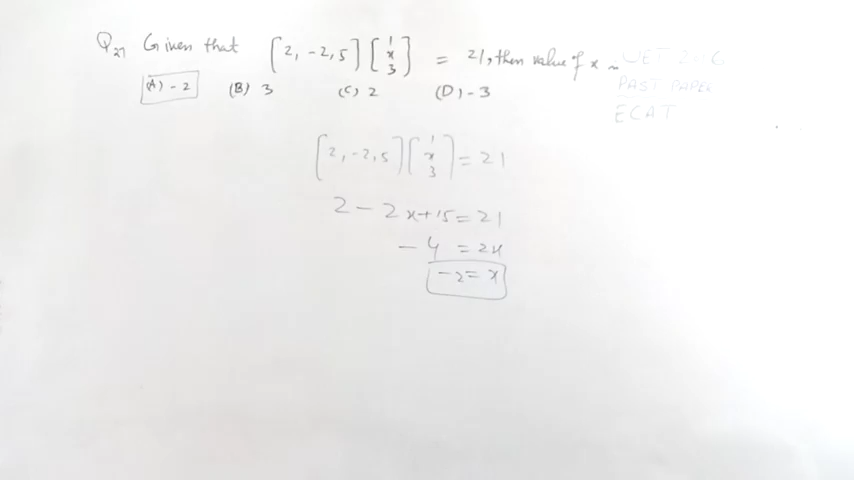 Q27 Given that [2, -2, 5] [1 x 3] = 21, then value of x ~
(A) -2 (B) 3 (C) 2 (D) -3
PAST PAPER
ECAT
[2, -2, 5] [1 x 3] = 21
2 - 2x + 15 = 21
- 4 = 2x
-2 = x